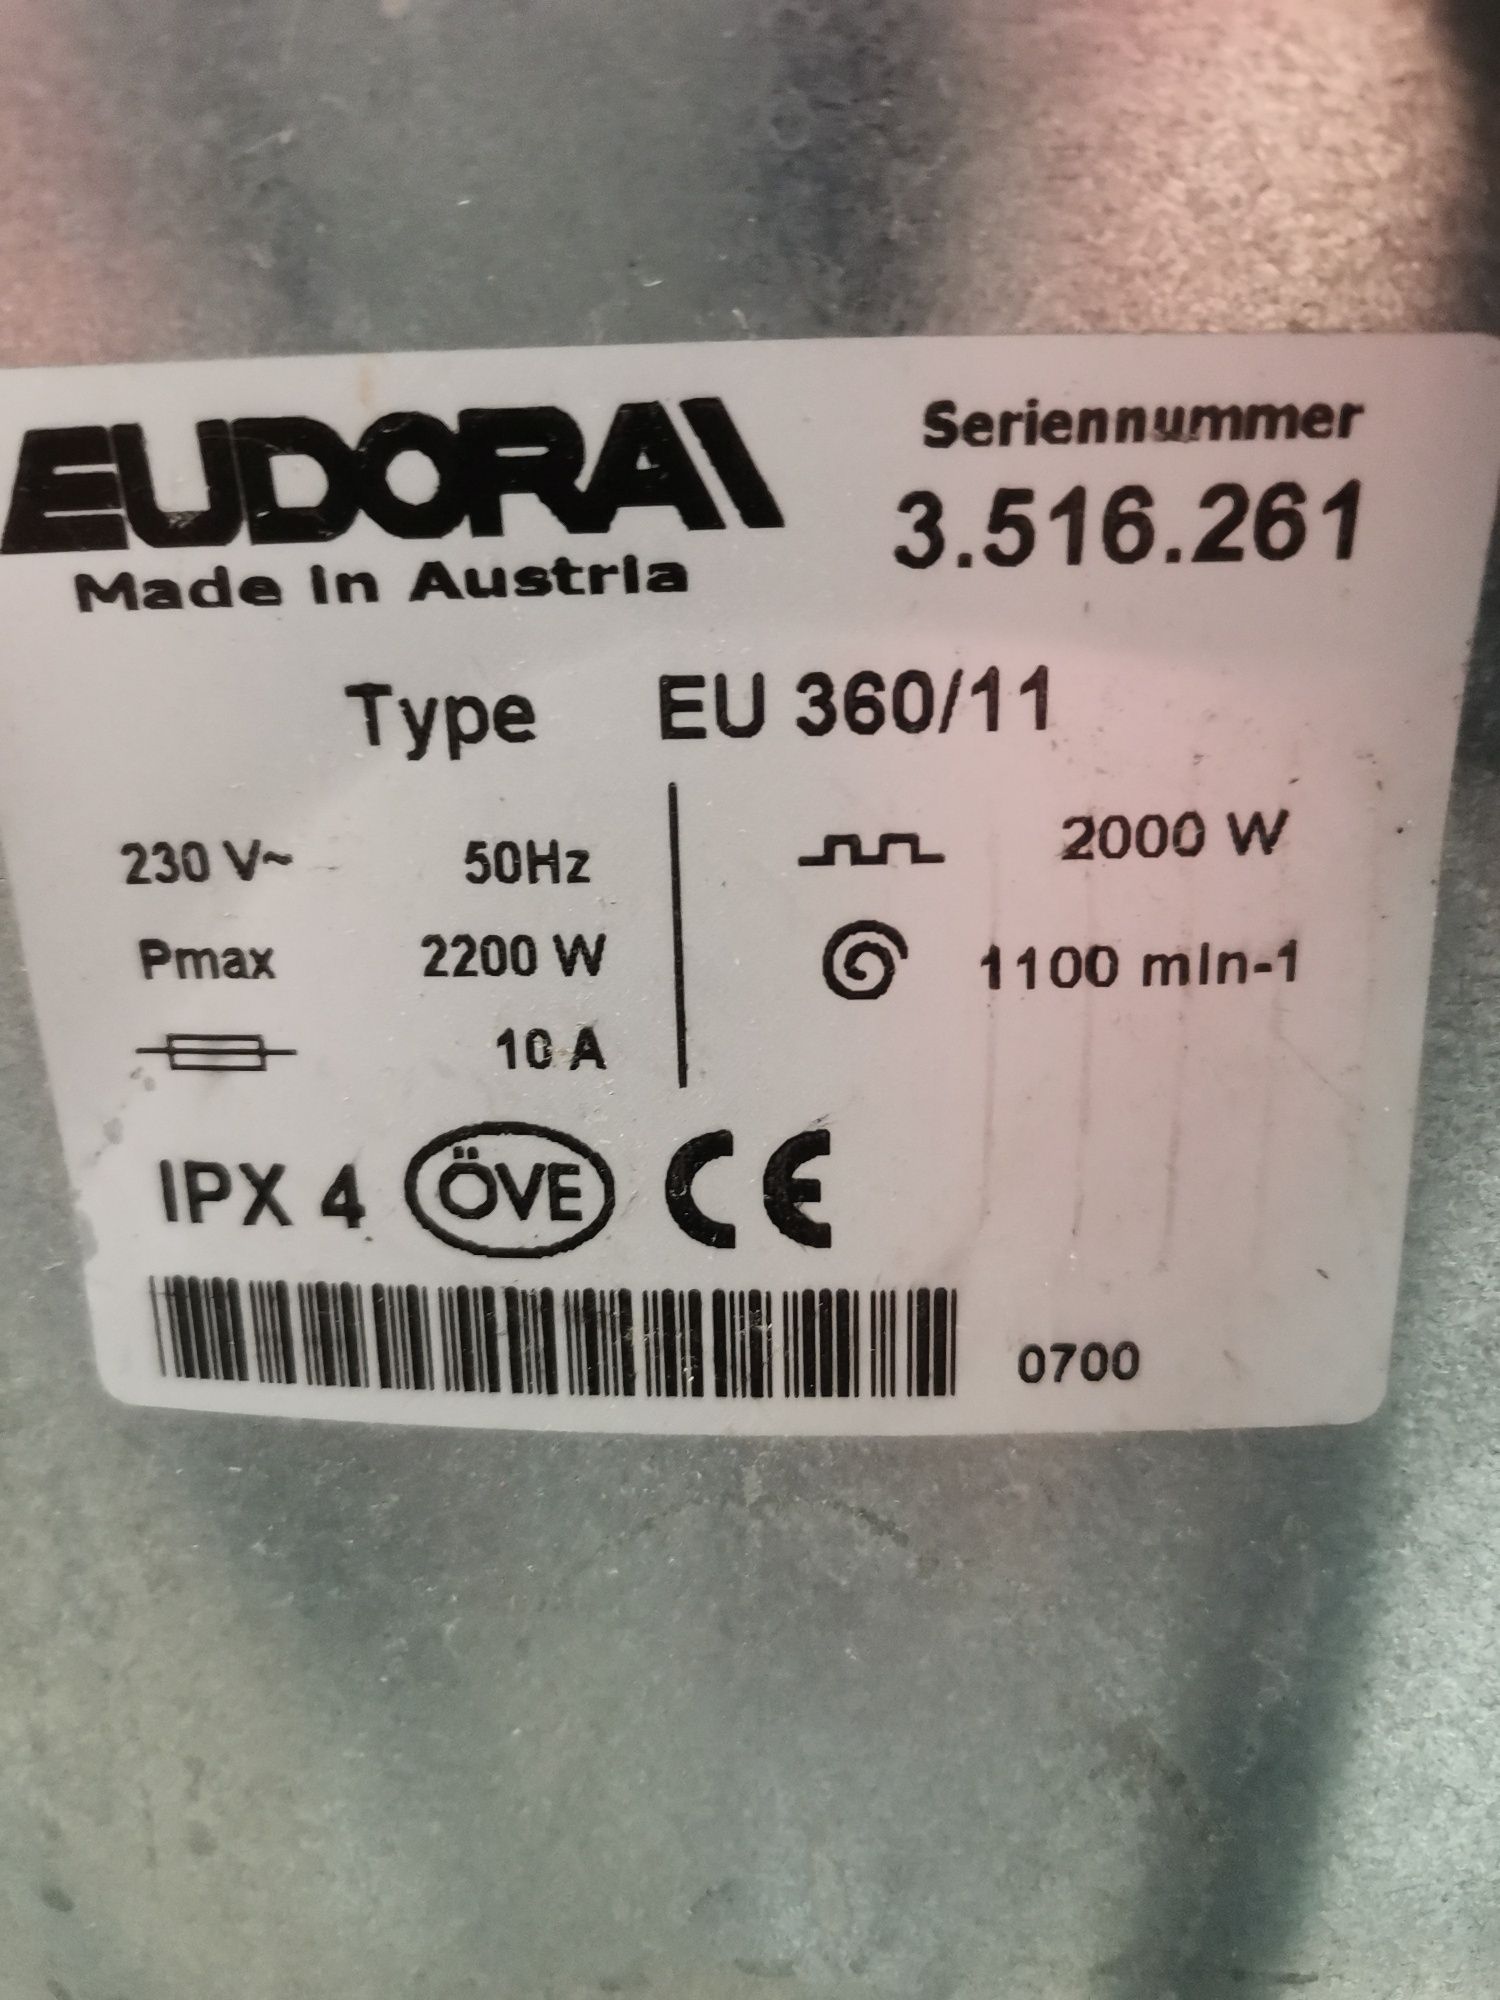 EUDORA
Seriennummer
Made in Austria
3.516.261
Type EU 360/11
230 V~ 50Hz 2000 W
Pmax 2200 W 1100 min-1
10 A
IPX 4 ÖVE CE
0700